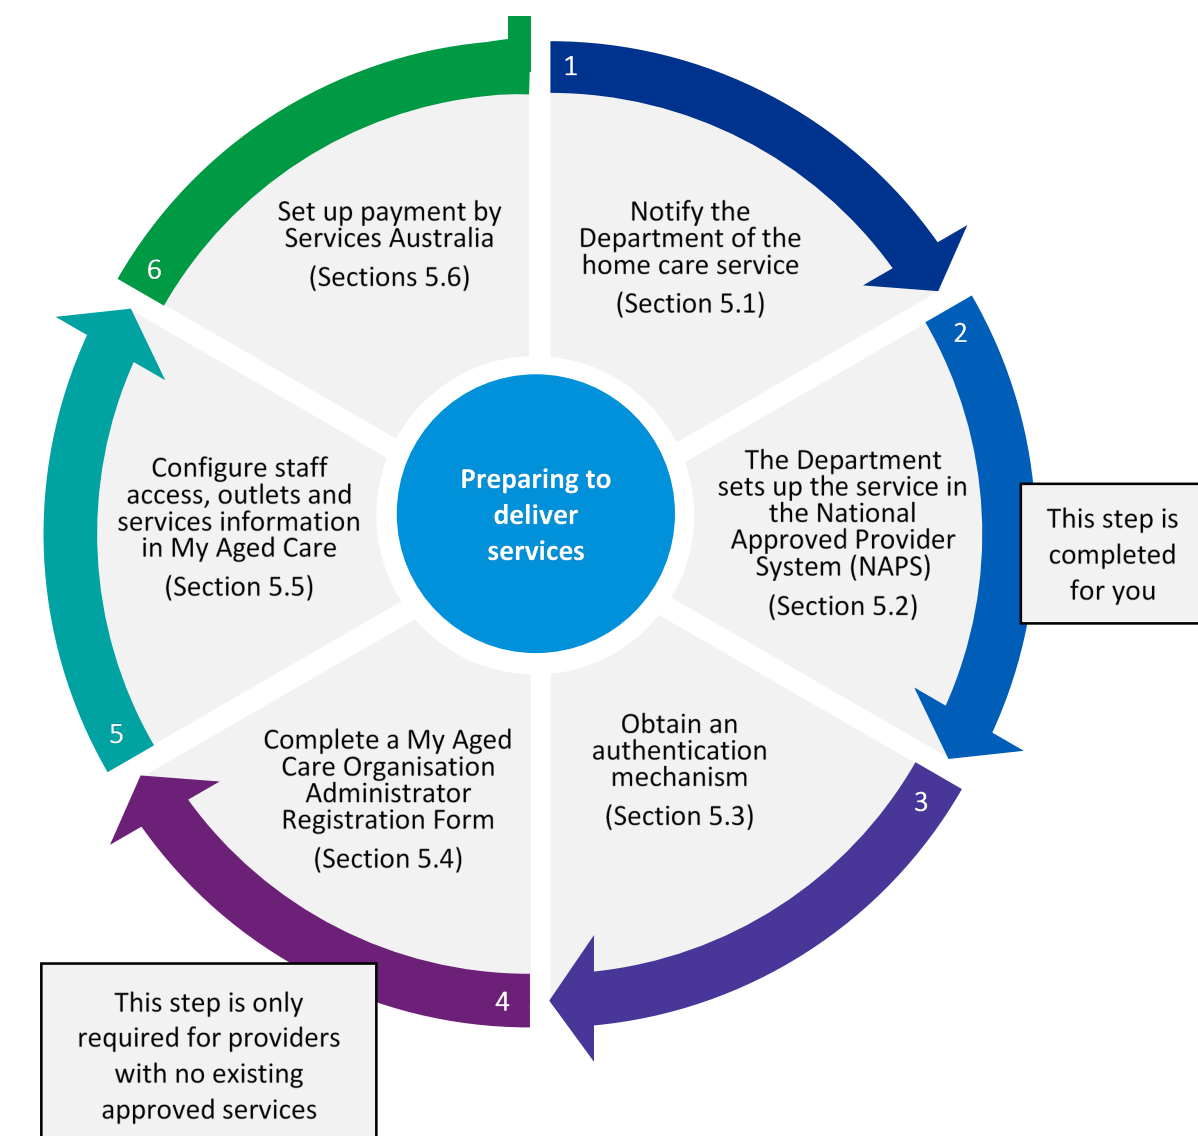 1
Notify the
Department of the
home care service
(Section 5.1)
2
The Department
sets up the service in
the National
Approved Provider
System (NAPS)
(Section 5.2)
This step is
completed
for you
3
Obtain an
authentication
mechanism
(Section 5.3)
4
Complete a My Aged
Care Organisation
Administrator
Registration Form
(Section 5.4)
This step is only
required for providers
with no existing
approved services
5
Configure staff
access, outlets and
services information
in My Aged Care
(Section 5.5)
6
Set up payment by
Services Australia
(Sections 5.6)
Preparing to
deliver
services